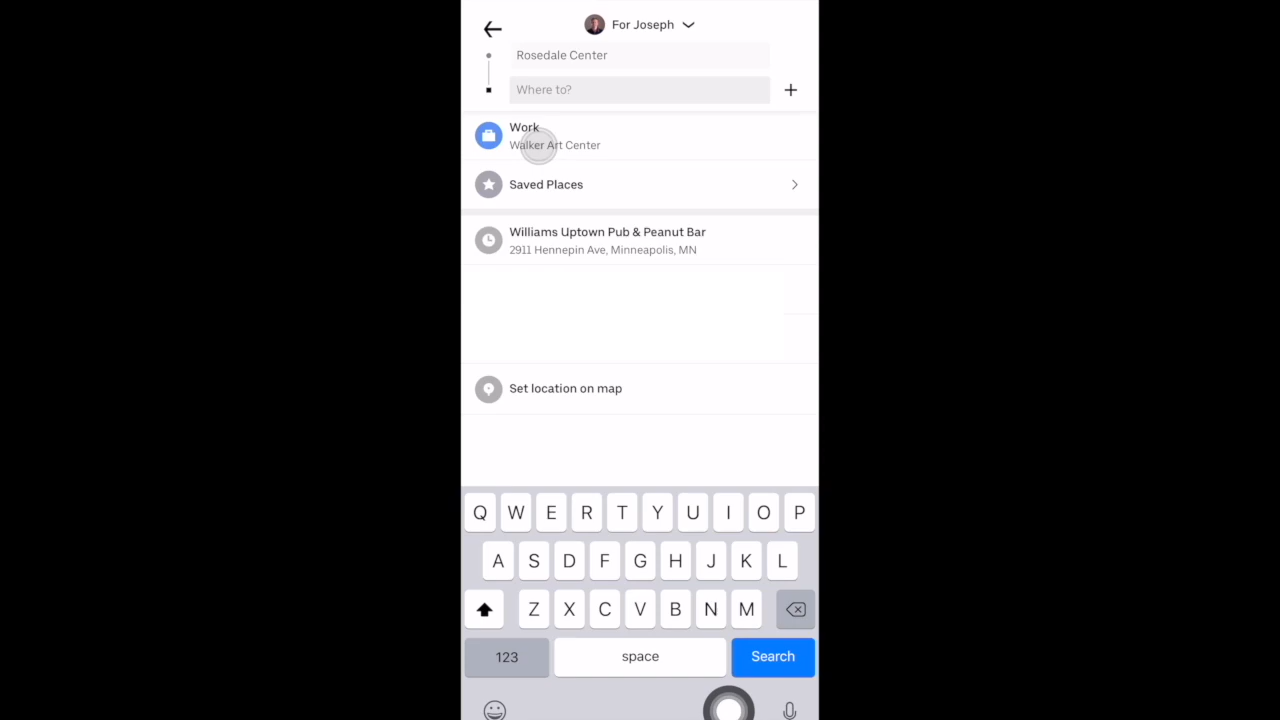 For Joseph
Rosedale Center
Where to?
Work
Walker Art Center
Saved Places
Williams Uptown Pub & Peanut Bar
2911 Hennepin Ave, Minneapolis, MN
Set location on map
Q W E R T Y U I O P
A S D F G H J K L
Z X C V B N M
123 space Search